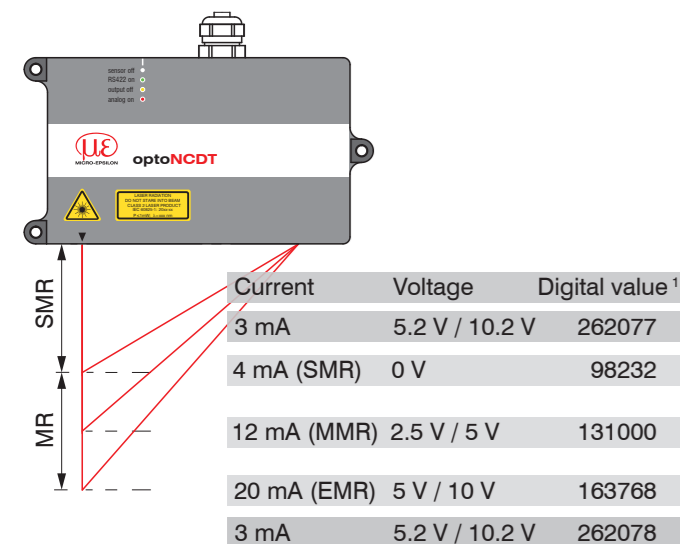 sensor off
RS422 on
output off
analog on
µε
MICRO-EPSILON
optoNCDT
LASER RADIATION
DO NOT STARE INTO BEAM
CLASS 2 LASER PRODUCT
SMR
MR
Current Voltage Digital value ¹
3 mA 5.2 V / 10.2 V 262077
4 mA (SMR) 0 V 98232
12 mA (MMR) 2.5 V / 5 V 131000
20 mA (EMR) 5 V / 10 V 163768
3 mA 5.2 V / 10.2 V 262078